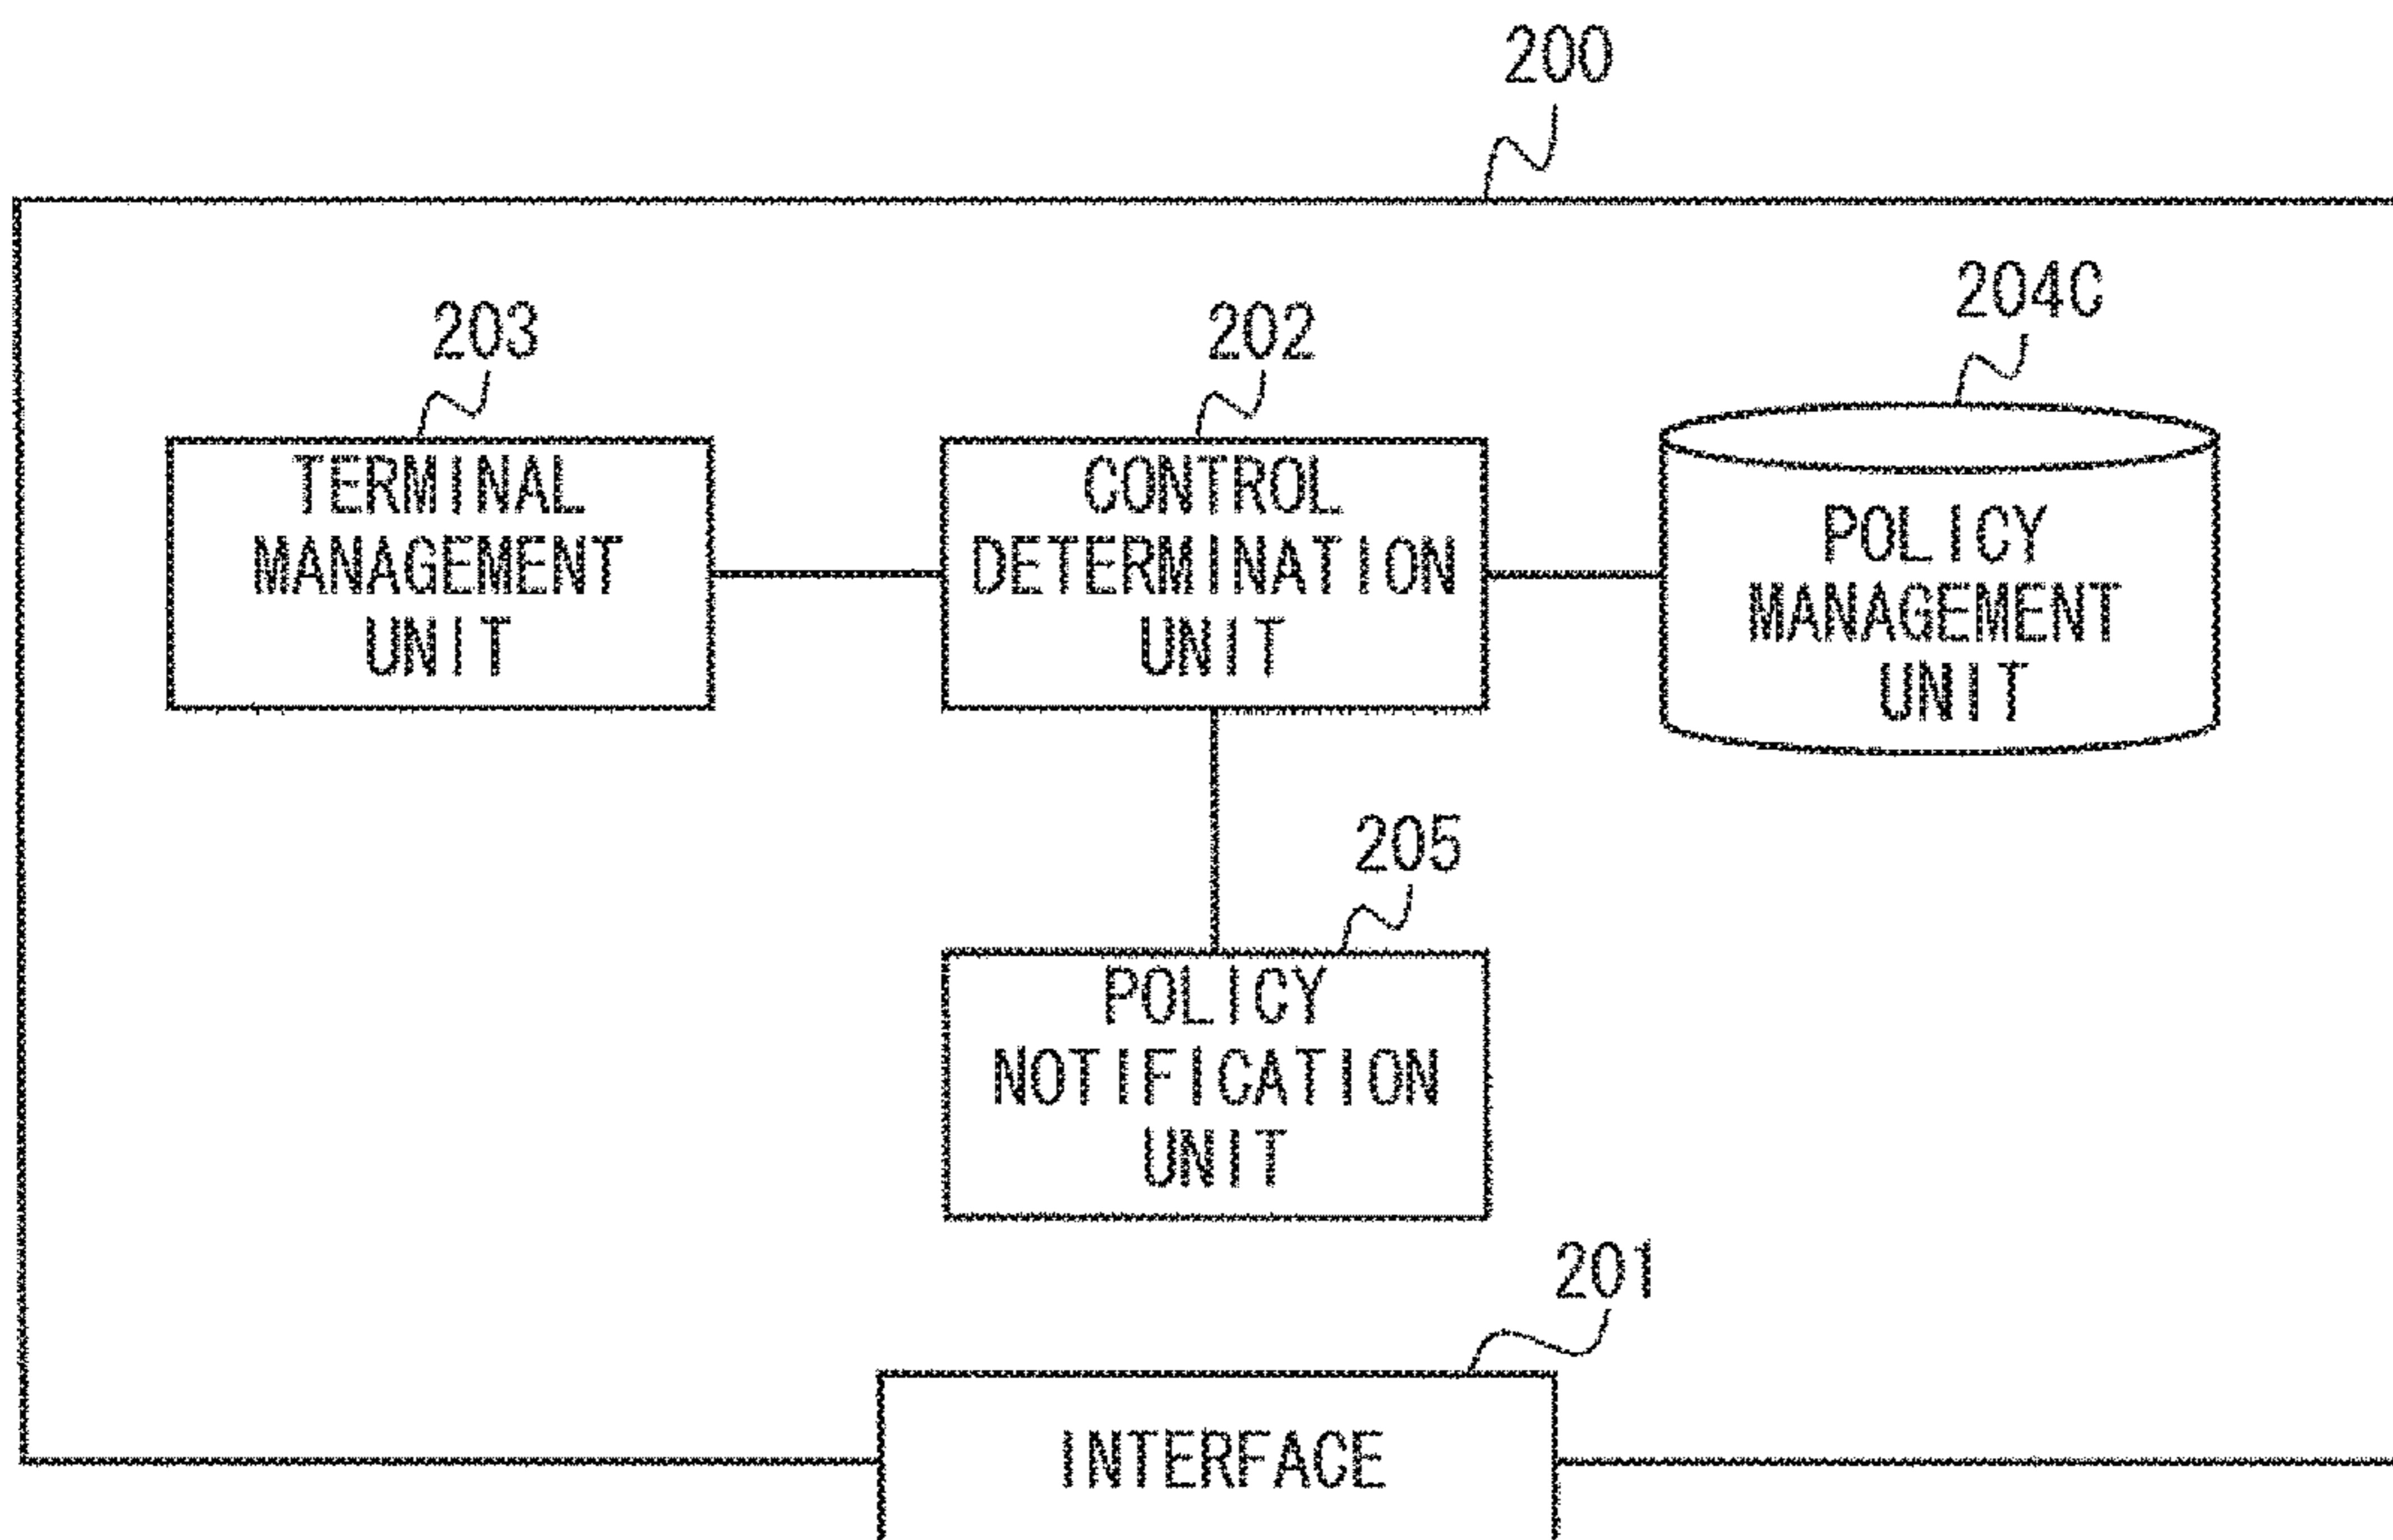 200
204C
203
202
TERMINAL
MANAGEMENT
UNIT
CONTROL
DETERMINATION
UNIT
POLICY
MANAGEMENT
UNIT
205
POLICY
NOTIFICATION
UNIT
201
INTERFACE